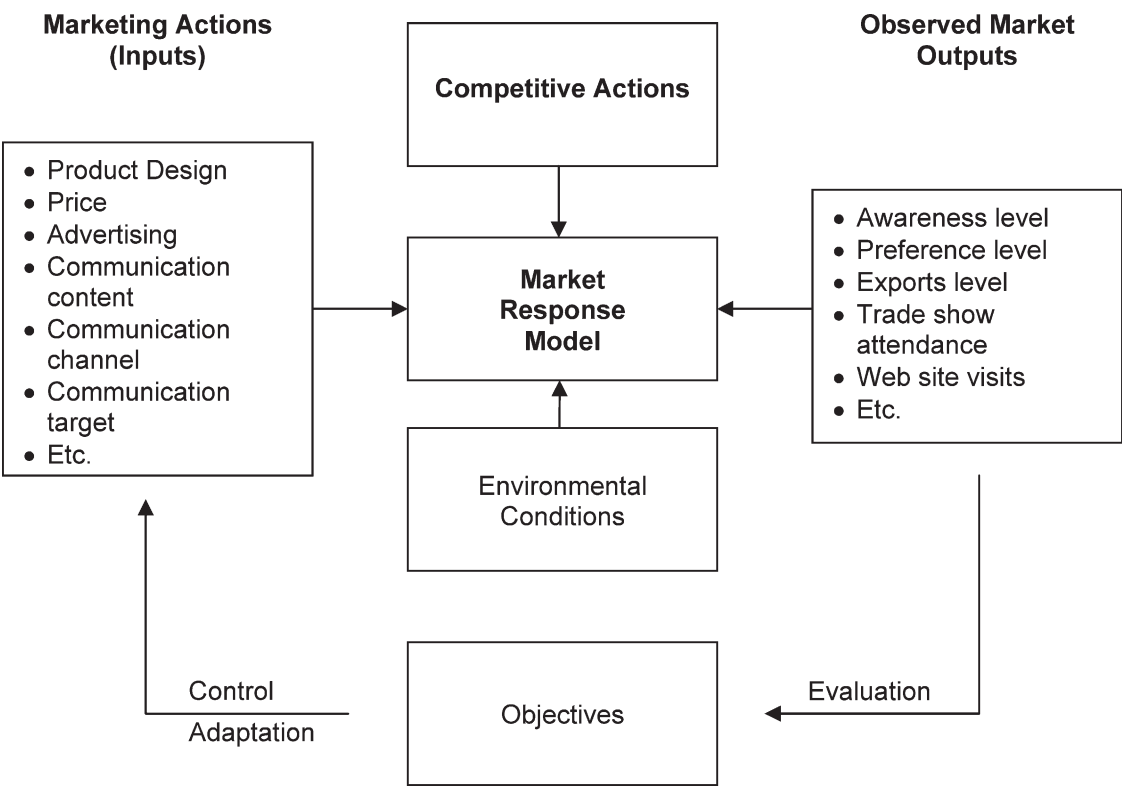 Marketing Actions
(Inputs)
• Product Design
• Price
• Advertising
• Communication
content
• Communication
channel
• Communication
target
• Etc.
Competitive Actions
Market
Response
Model
Environmental
Conditions
Observed Market
Outputs
• Awareness level
• Preference level
• Exports level
• Trade show
attendance
• Web site visits
• Etc.
Control
Adaptation
Objectives
Evaluation